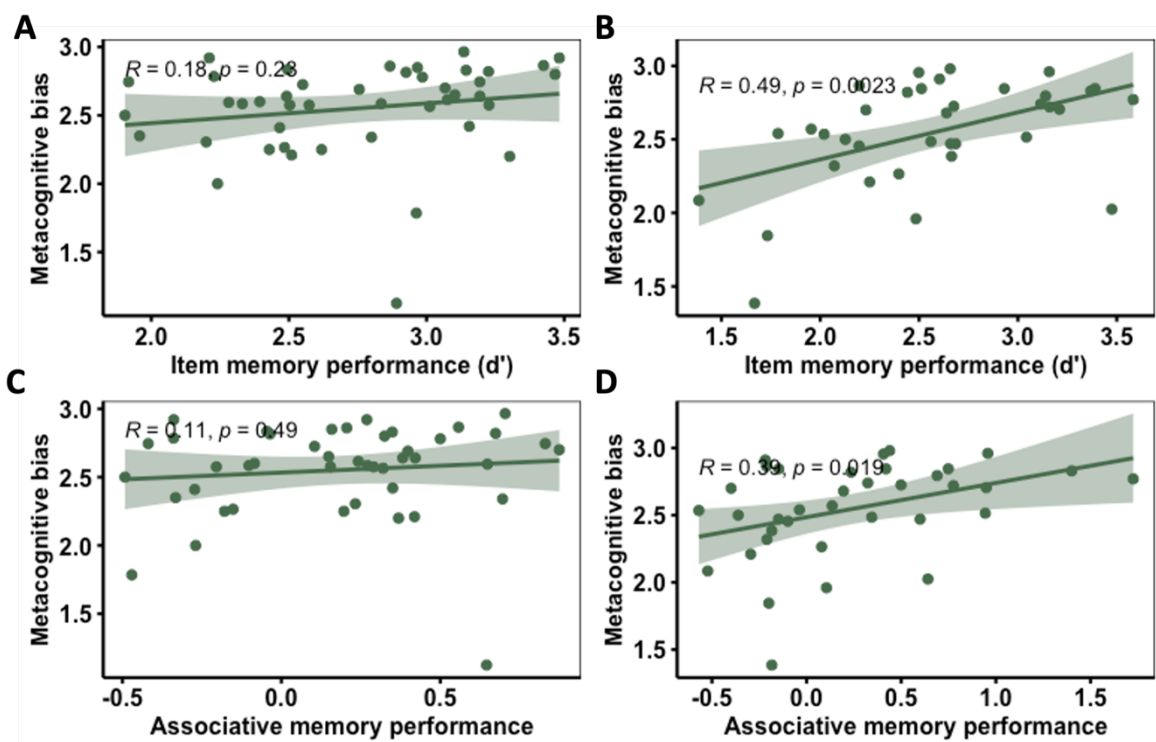 A
R = 0.18, p = 0.23
Metacognitive bias
3.0
2.5
2.0
1.5
2.0 2.5 3.0 3.5
Item memory performance (d')
B
R = 0.49, p = 0.0023
Metacognitive bias
3.0
2.5
2.0
1.5
1.5 2.0 2.5 3.0 3.5
Item memory performance (d')
C
R = 0.11, p = 0.49
Metacognitive bias
3.0
2.5
2.0
1.5
-0.5 0.0 0.5
Associative memory performance
D
R = 0.39, p = 0.019
Metacognitive bias
3.0
2.5
2.0
1.5
-0.5 0.0 0.5 1.0 1.5
Associative memory performance